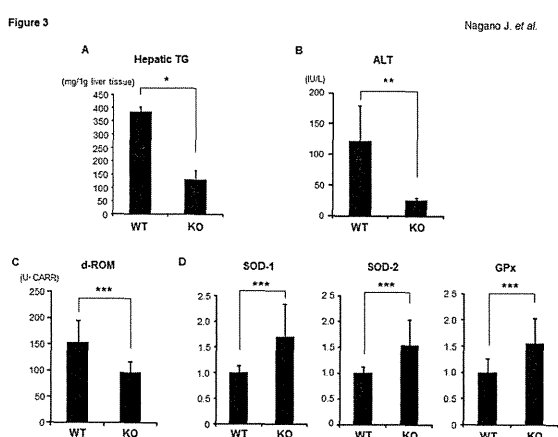 Figure 3
Nagano J. et al.
A
Hepatic TG
(mg/1g liver tissue)
*
450
400
350
300
250
200
150
100
50
0
WT KO
B
ALT
(IU/L)
**
200
150
100
50
0
WT KO
C
d-ROM
(U・CARR)
***
250
200
150
100
50
0
WT KO
D
SOD-1
***
2.5
2.0
1.5
1.0
0.5
0.0
WT KO
SOD-2
***
2.5
2.0
1.5
1.0
0.5
0.0
WT KO
GPx
***
2.5
2.0
1.5
1.0
0.5
0.0
WT KO